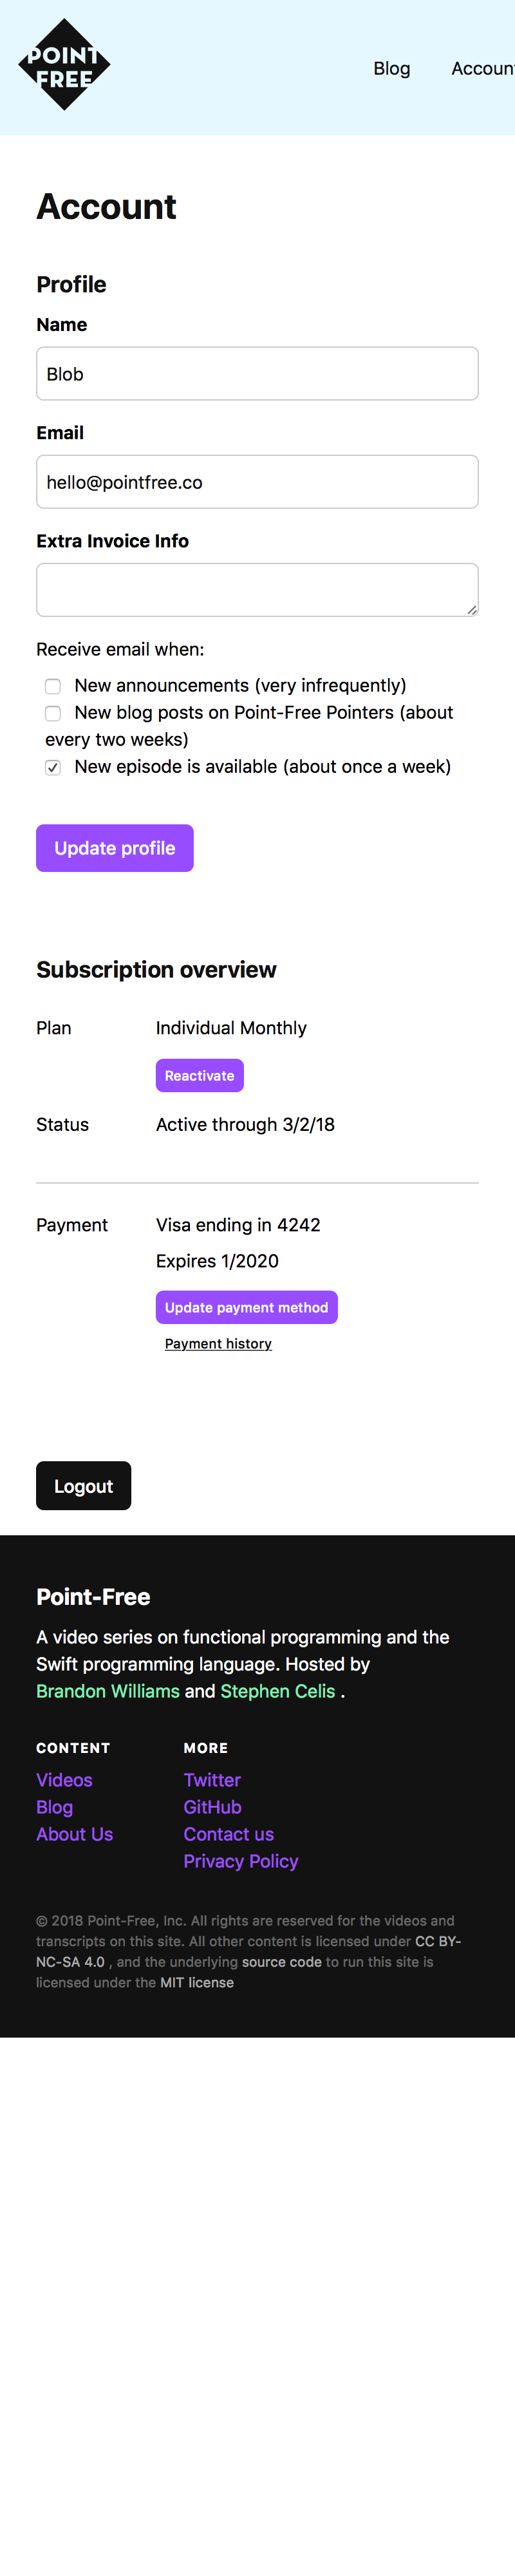 POINT
FREE
Blog
Account
Account
Profile
Name
Blob
Email
hello@pointfree.co
Extra Invoice Info
Receive email when:
New announcements (very infrequently)
New blog posts on Point-Free Pointers (about
every two weeks)
New episode is available (about once a week)
Update profile
Subscription overview
Plan
Individual Monthly
Reactivate
Status
Active through 3/2/18
Payment
Visa ending in 4242
Expires 1/2020
Update payment method
Payment history
Logout
Point-Free
A video series on functional programming and the
Swift programming language. Hosted by
Brandon Williams and Stephen Celis .
CONTENT
Videos
Blog
About Us
MORE
Twitter
GitHub
Contact us
Privacy Policy
© 2018 Point-Free, Inc. All rights are reserved for the videos and
transcripts on this site. All other content is licensed under CC BY-
NC-SA 4.0 , and the underlying source code to run this site is
licensed under the MIT license